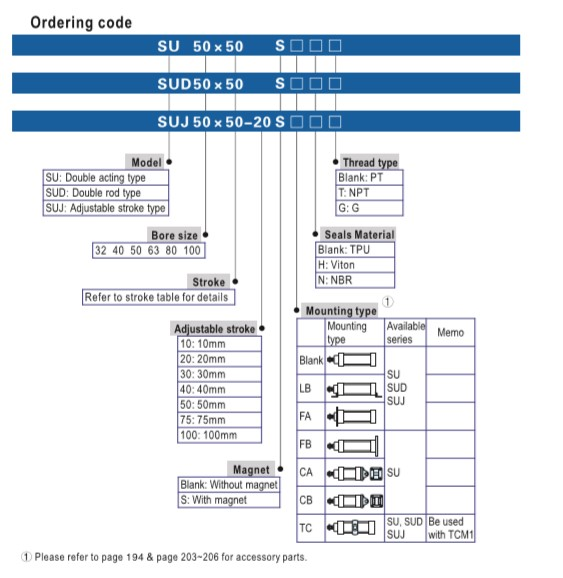 Ordering code
SU 50×50 S□□□
SUD50×50 S□□□
SUJ 50×50-20 S□□□
Model
SU: Double acting type
SUD: Double rod type
SUJ: Adjustable stroke type
Bore size
32 40 50 63 80 100
Stroke
Refer to stroke table for details
Adjustable stroke
10: 10mm
20: 20mm
30: 30mm
40: 40mm
50: 50mm
75: 75mm
100: 100mm
Magnet
Blank: Without magnet
S: With magnet
Thread type
Blank: PT
T: NPT
G: G
Seals Material
Blank: TPU
H: Viton
N: NBR
Mounting type ①
Mounting type Available series Memo
Blank
LB
FA
SU
SUD
SUJ
FB
CA
CB
SU
TC SU, SUD SUJ Be used with TCM1
① Please refer to page 194 & page 203~206 for accessory parts.